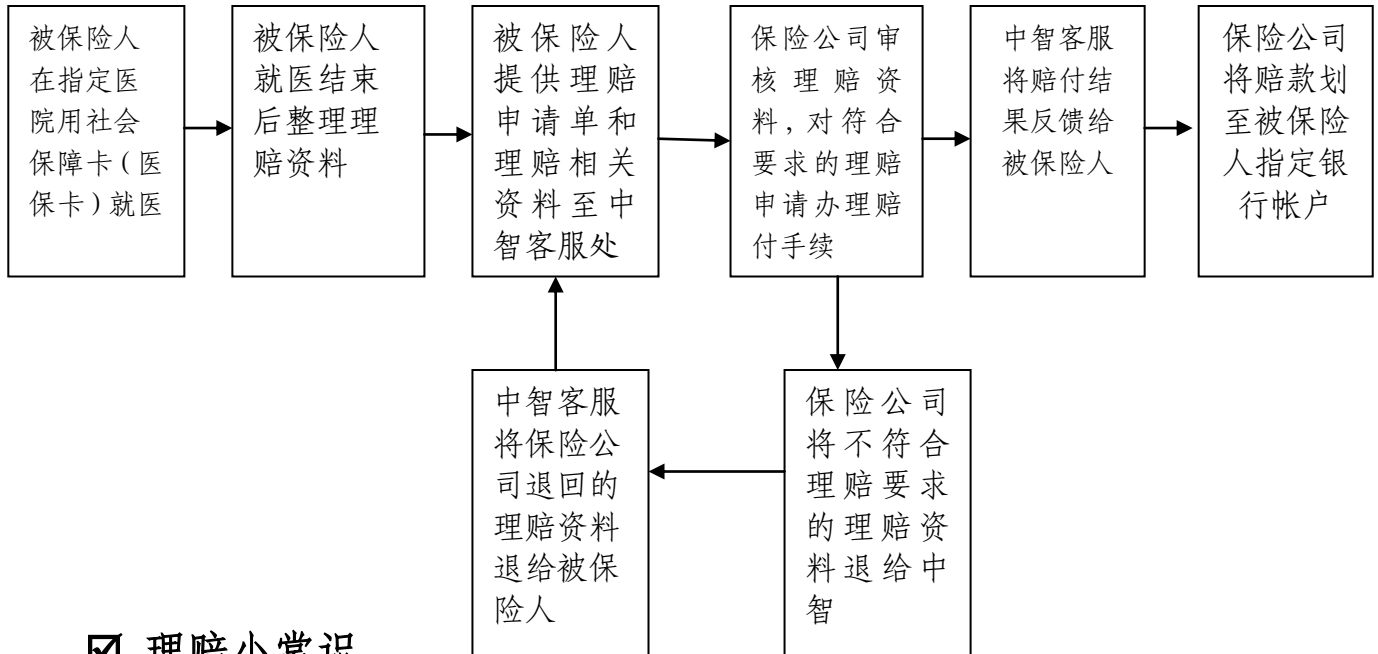 被保险人
在指定医
院用社会
保障卡(医
保卡)就医
被保险人
就医结束
后整理理
赔资料
被保险人
提供理赔
申请单和
理赔相关
资料至中
智客服处
保险公司审
核理赔资
料,对符合
要求的理赔
申请办理赔
付手续
中智客服
将赔付结
果反馈给
被保险人
保险公司
将赔款划
至被保险
人指定银
行帐户
中智客服
将保险公
司退回的
理赔资料
退给被保
险人
保险公司
将不符合
理赔要求
的理赔资
料退给中
智
☑ 理赔小常识